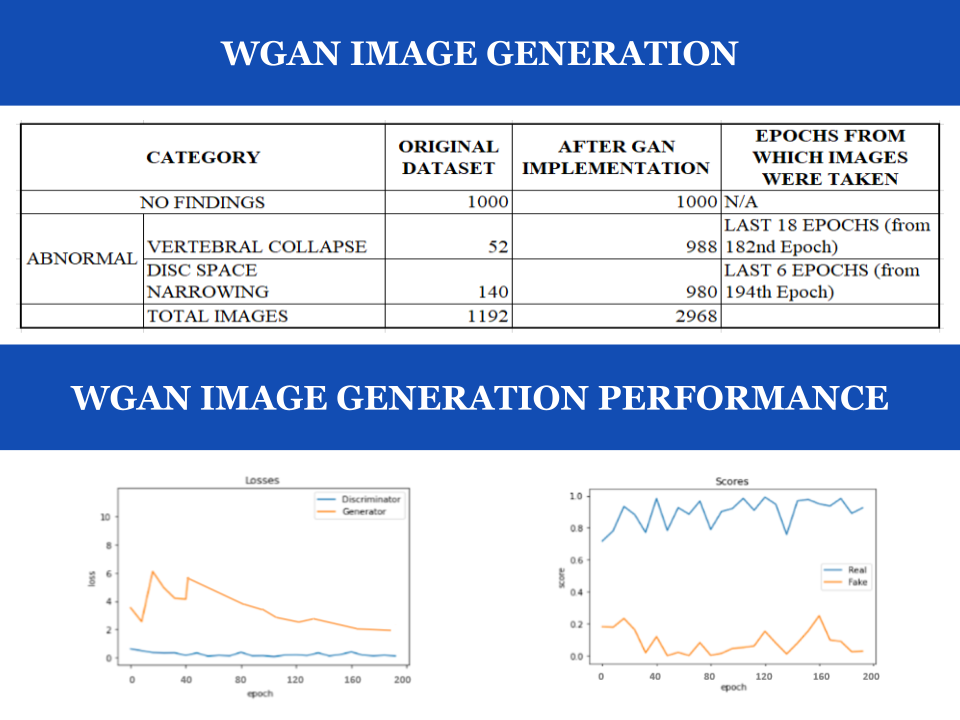 WGAN IMAGE GENERATION
CATEGORY
ORIGINAL
DATASET
AFTER GAN
IMPLEMENTATION
EPOCHS FROM
WHICH IMAGES
WERE TAKEN
NO FINDINGS
1000
1000
N/A
ABNORMAL
VERTEBRAL COLLAPSE
52
988
LAST 18 EPOCHS (from
182nd Epoch)
DISC SPACE
NARROWING
140
980
LAST 6 EPOCHS (from
194th Epoch)
TOTAL IMAGES
1192
2968
WGAN IMAGE GENERATION PERFORMANCE
Losses
Discriminator
Generator
10
8
6
4
2
0
loss
0 40 80 120 160 200
epoch
Scores
1.0
0.8
0.6
0.4
0.2
0.0
score
Real
Fake
0 40 80 120 160 200
epoch